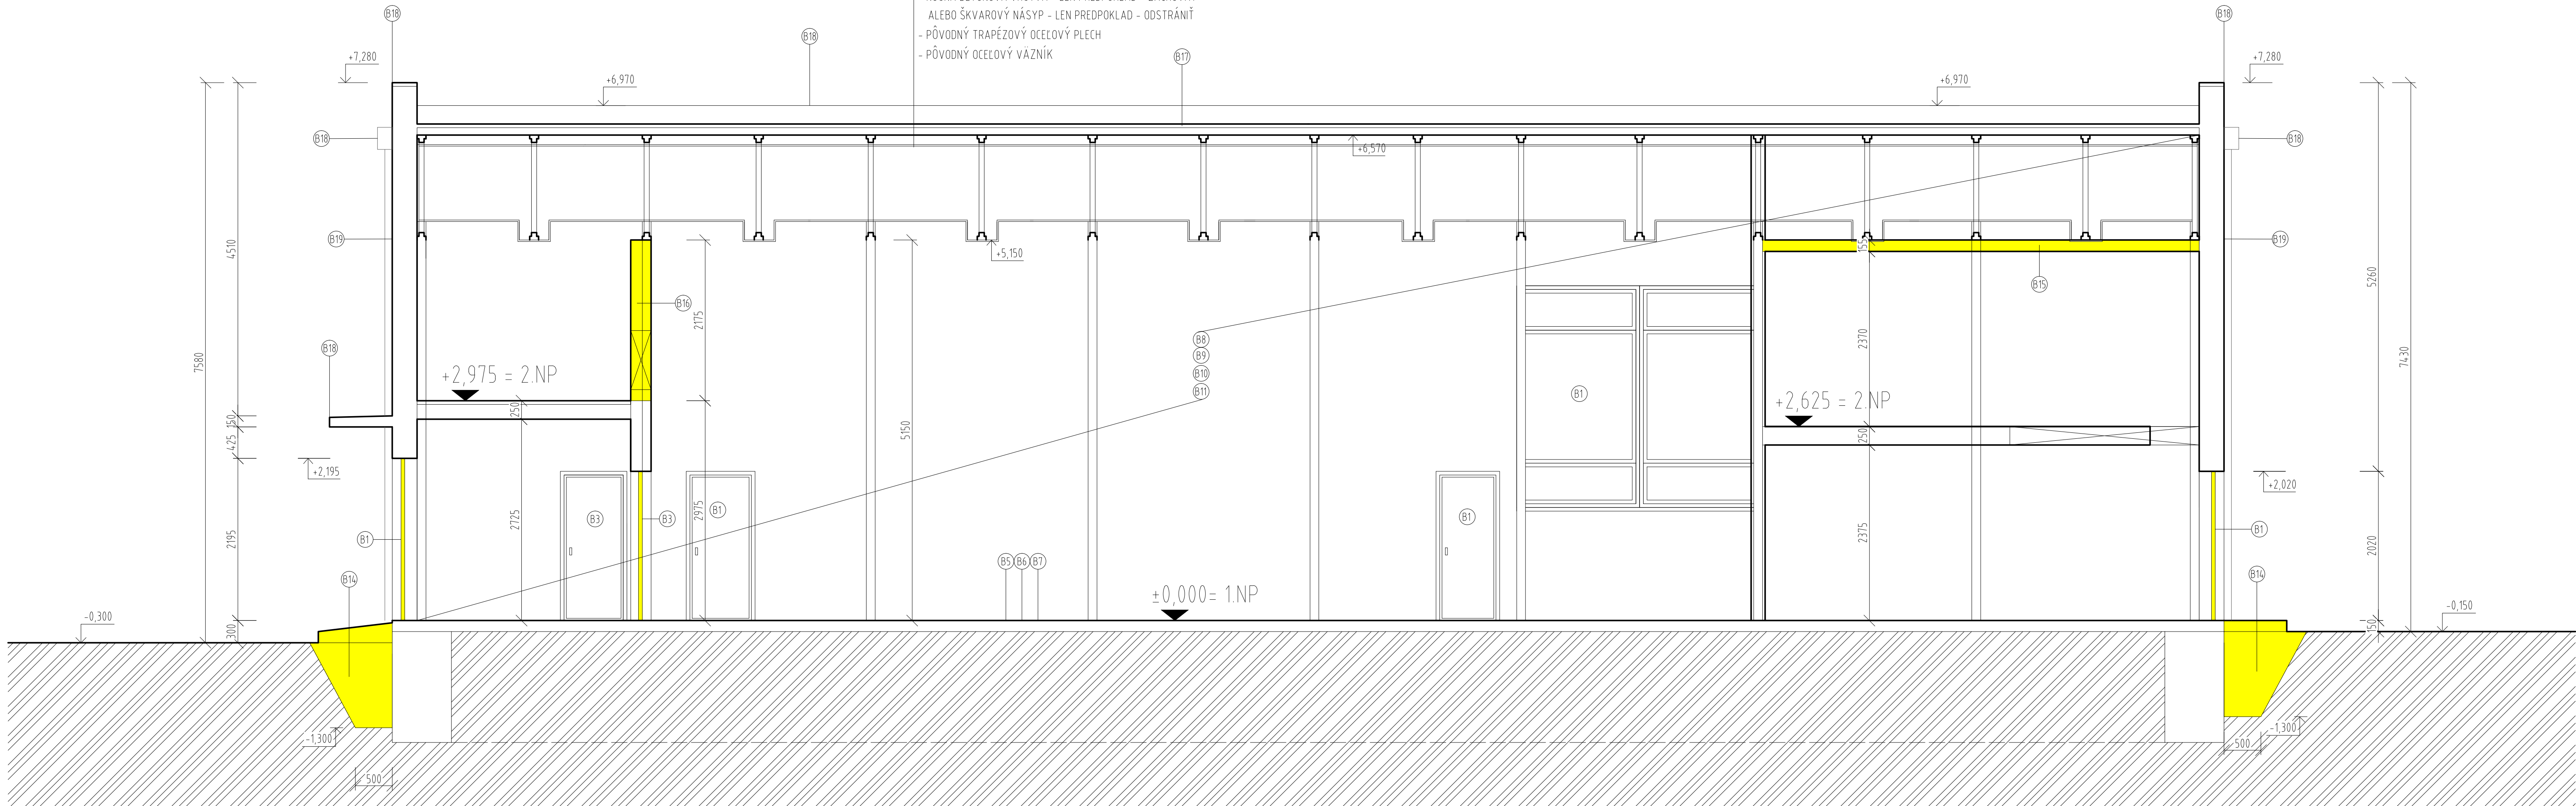 ALEBO ŠKVAROVÝ NÁSYP - LEN PREDPOKLAD - ODSTRÁNIŤ
- PÔVODNÝ TRAPÉZOVÝ OCEĽOVÝ PLECH
- PÔVODNÝ OCEĽOVÝ VÄZNÍK
B18
B18
B18
B17
+7,280
+7,280
+6,970
+6,970
B18
B18
+6,570
B19
B19
4510
5260
+5,150
155
B15
B16
2175
7580
7430
2370
B8
B9
B10
B11
B18
+2,975 = 2.NP
B1
+2,625 = 2.NP
250
150
425
5150
250
+2,195
+2,020
2195
2725
B3
B3
B1
2975
B1
2375
2020
B1
B1
B5 B6 B7
B14
B14
±0,000= 1.NP
-0,300
-0,150
300
150
-1,300
-1,300
500
500